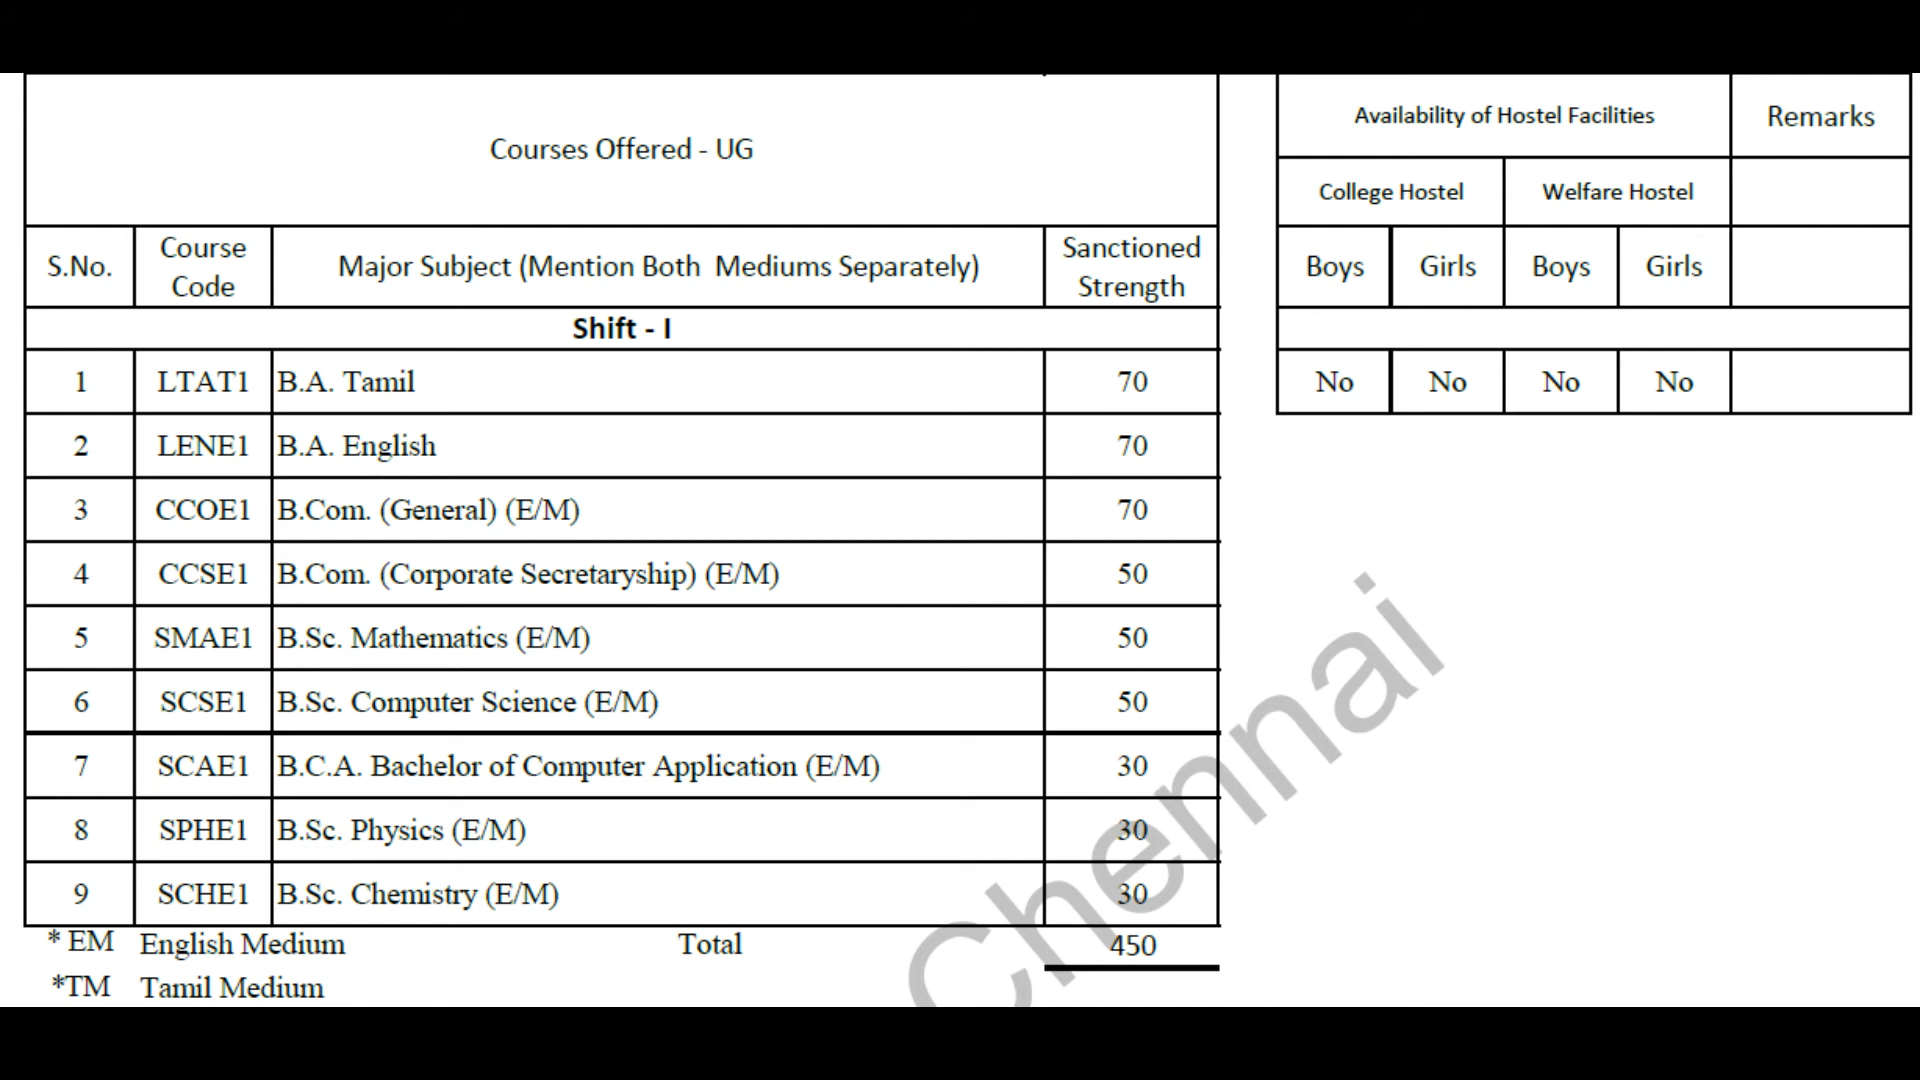 Courses Offered - UG
S.No. Course Code Major Subject (Mention Both Mediums Separately) Sanctioned Strength
Shift - I
1 LTAT1 B.A. Tamil 70
2 LENE1 B.A. English 70
3 CCOE1 B.Com. (General) (E/M) 70
4 CCSE1 B.Com. (Corporate Secretaryship) (E/M) 50
5 SMAE1 B.Sc. Mathematics (E/M) 50
6 SCSE1 B.Sc. Computer Science (E/M) 50
7 SCAE1 B.C.A. Bachelor of Computer Application (E/M) 30
8 SPHE1 B.Sc. Physics (E/M) 30
9 SCHE1 B.Sc. Chemistry (E/M) 30
* EM English Medium Total 450
*TM Tamil Medium
Availability of Hostel Facilities Remarks
College Hostel Welfare Hostel
Boys Girls Boys Girls
No No No No
Chennai